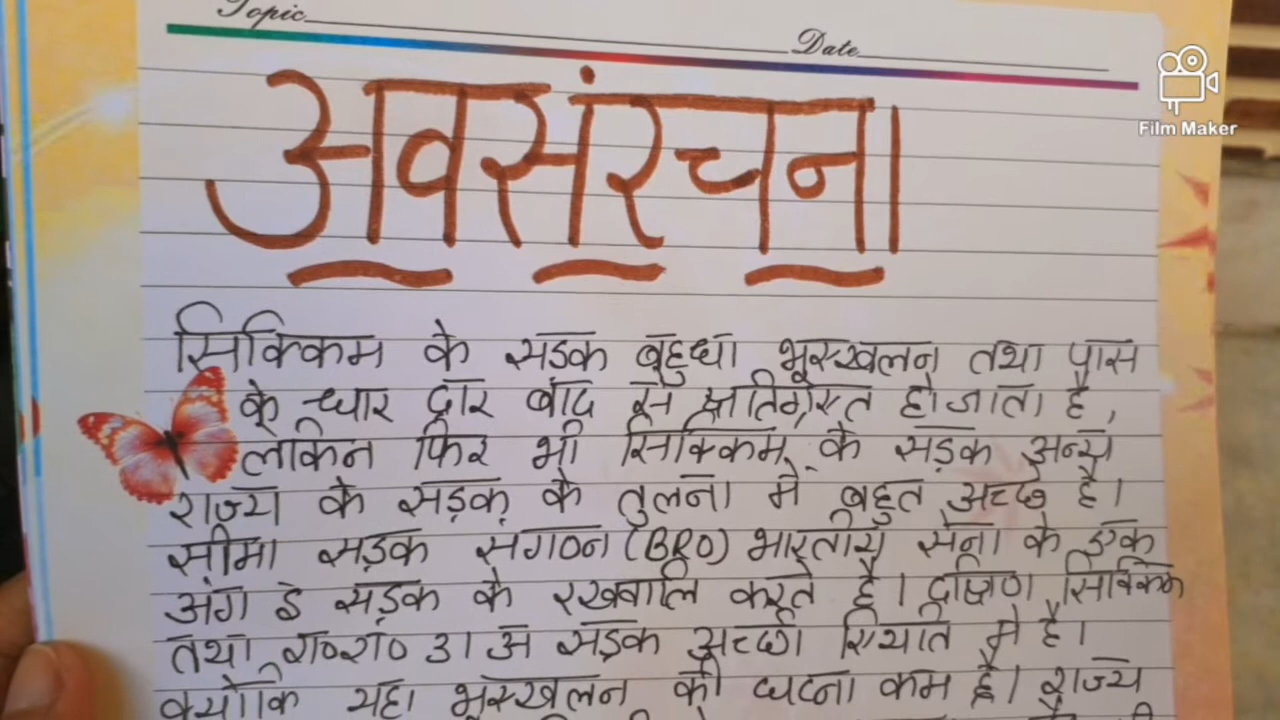 Topic
Date
Film Maker
अवसंरचना
सिक्किम के सडक बहुधा भूस्खलन तथा पास
के धार द्वार बाद से क्षतिग्रस्त हो जाता है,
लेकिन फिर भी सिक्किम के सड़क अन्य
राज्य के सड़क के तुलना में बहुत अच्छे है।
सीमा सड़क संगठन (BRO) भारतीय सेना के एक
अंग इ सड़क के रखवालि करते है। दक्षिण सिक्किम
तथा रा०रा० 31 अ सड़क अच्छी स्थिति मे है।
क्योकि यहा भूस्खलन की घटना कम है। राज्य